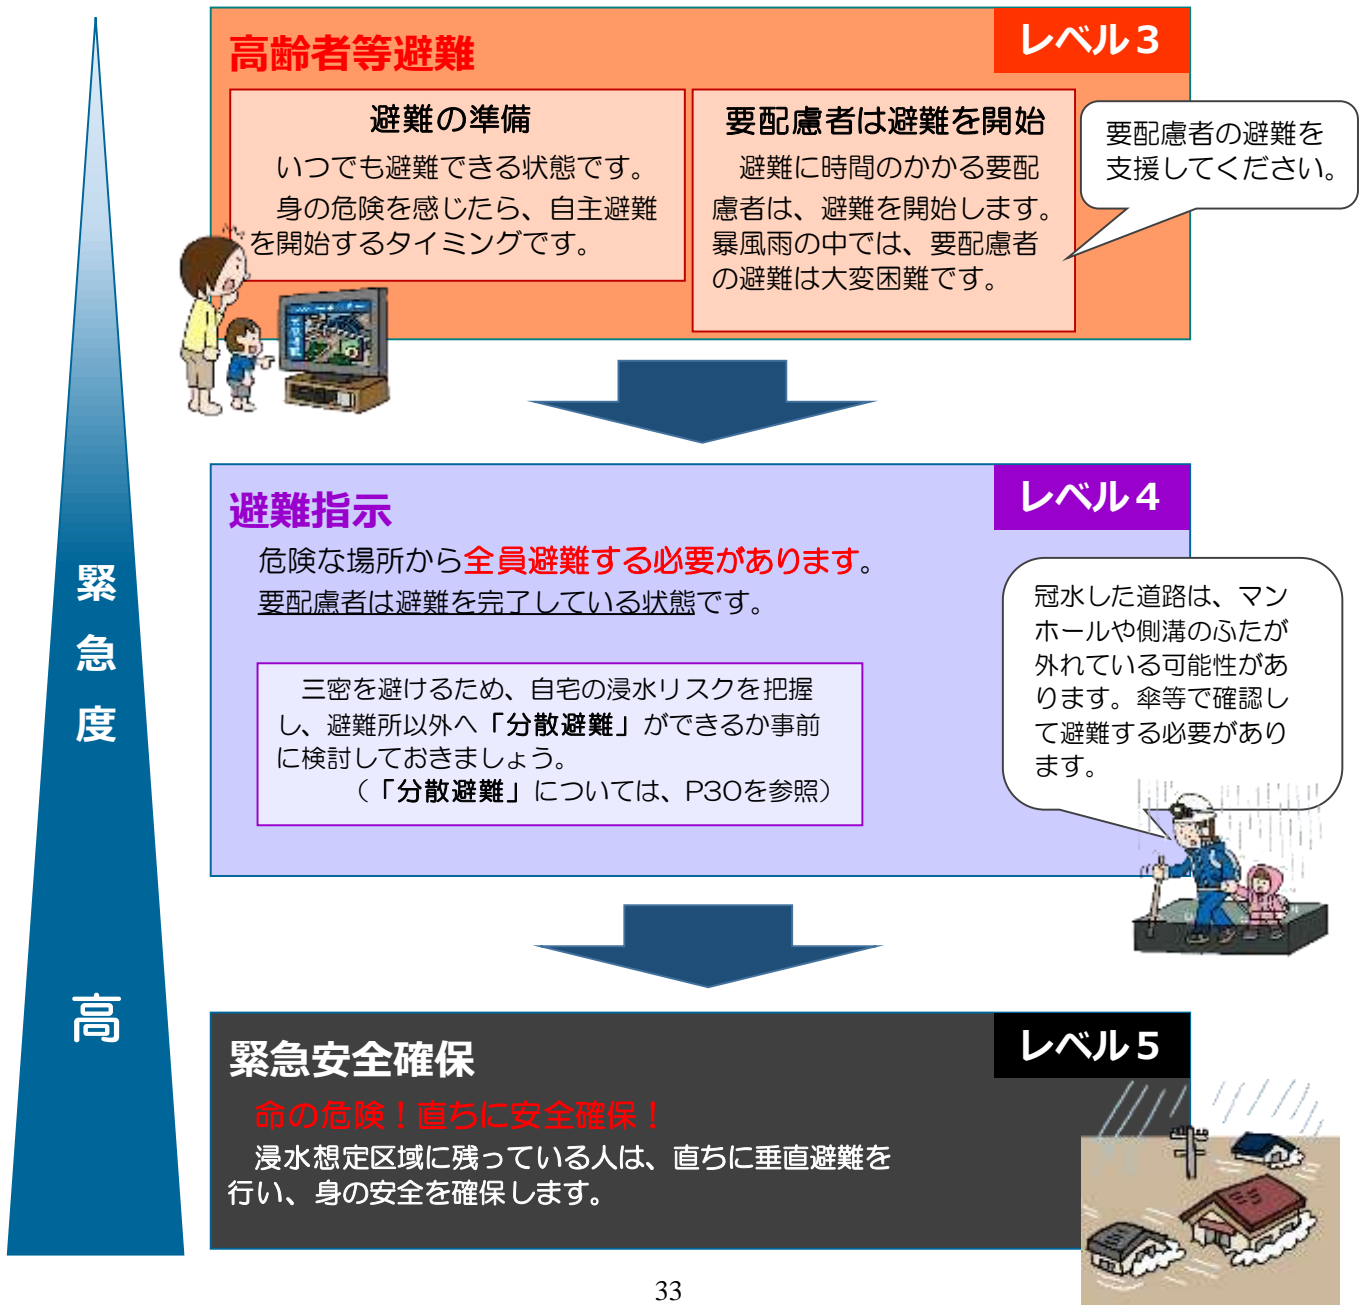 高齢者等避難
レベル3
避難の準備
いつでも避難できる状態です。
身の危険を感じたら、自主避難
を開始するタイミングです。
要配慮者は避難を開始
避難に時間のかかる要配
慮者は、避難を開始します。
暴風雨の中では、要配慮者
の避難は大変困難です。
要配慮者の避難を
支援してください。
避難指示
レベル4
危険な場所から全員避難する必要があります。
要配慮者は避難を完了している状態です。
三密を避けるため、自宅の浸水リスクを把握
し、避難所以外へ「分散避難」ができるか事前
に検討しておきましょう。
（「分散避難」については、P30を参照）
冠水した道路は、マン
ホールや側溝のふたが
外れている可能性があ
ります。傘等で確認し
て避難する必要があり
ます。
緊急度
高
緊急安全確保
レベル5
命の危険！直ちに安全確保！
浸水想定区域に残っている人は、直ちに垂直避難を
行い、身の安全を確保します。
33